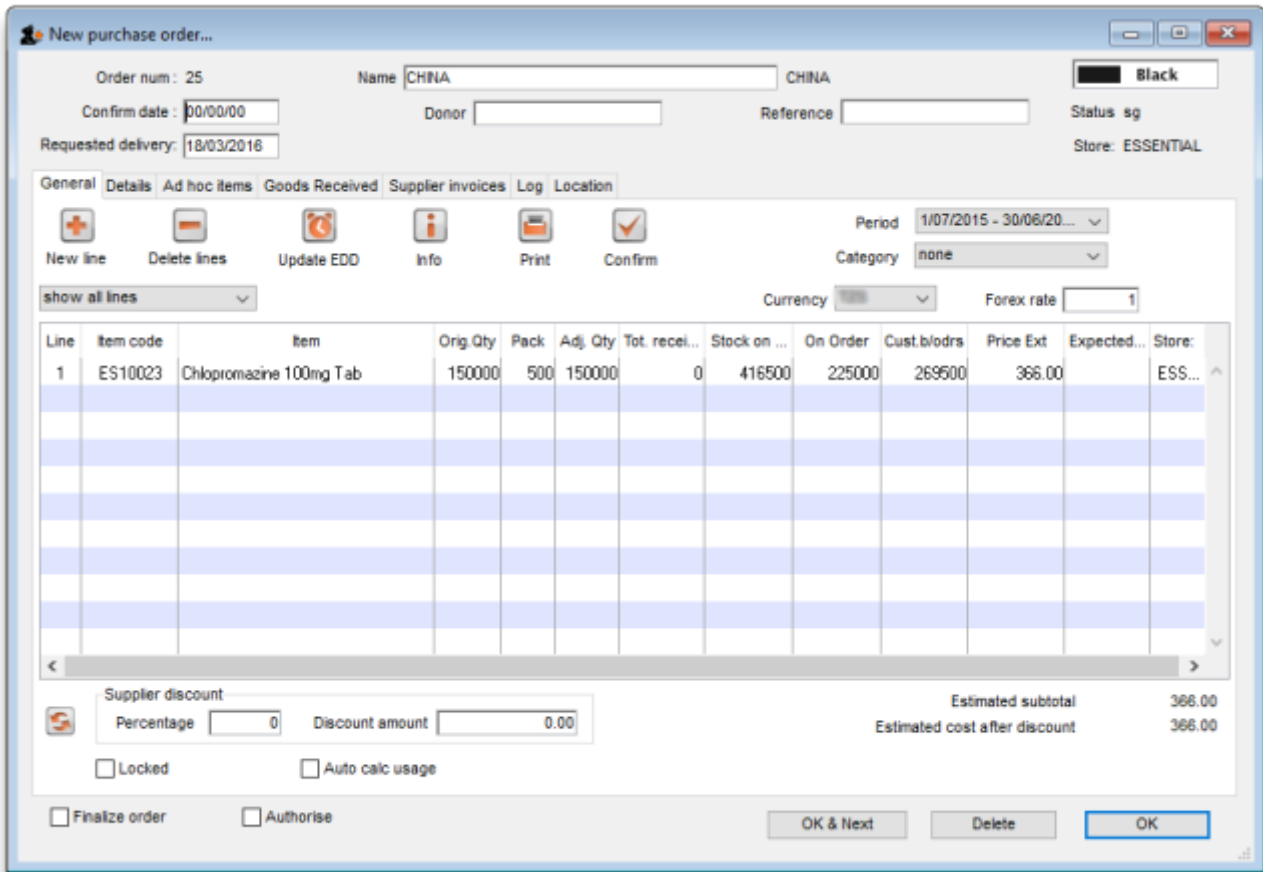 New purchase order...
Order num : 25 Name CHINA CHINA Black
Confirm date : 00/00/00 Donor Reference Status sg
Requested delivery: 18/03/2016 Store: ESSENTIAL
General Details Ad hoc items Goods Received Supplier invoices Log Location
New line Delete lines Update EDD Info Print Confirm
Period 1/07/2015 - 30/06/20...
Category none
show all lines Currency Forex rate 1
Line Item code Item Orig.Qty Pack Adj. Qty Tot. recei... Stock on ... On Order Cust.b/odrs Price Ext Expected... Store:
1 ES10023 Chlopromazine 100mg Tab 150000 500 150000 0 416500 225000 269500 366.00 ESS...
Supplier discount
Percentage 0 Discount amount 0.00
Estimated subtotal 366.00
Estimated cost after discount 366.00
Locked Auto calc usage
Finalize order Authorise OK & Next Delete OK